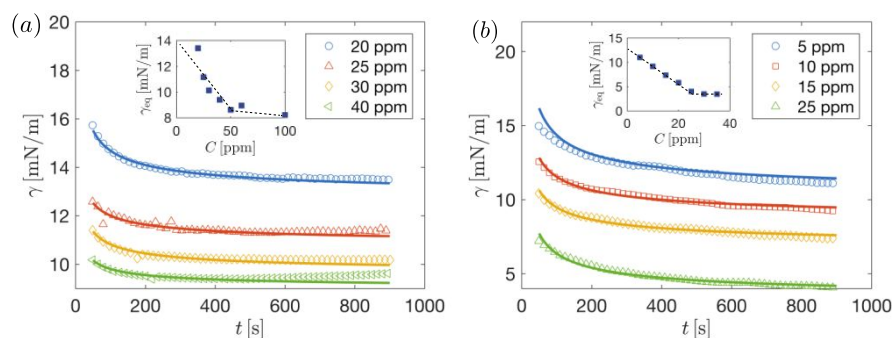 (a)
20
18
16
14
12
10
γ [mN/m]
0
200
400
600
800
1000
t [s]
14
12
10
8
γeq [mN/m]
0
50
100
C [ppm]
20 ppm
25 ppm
30 ppm
40 ppm
(b)
20
15
10
5
γ [mN/m]
0
200
400
600
800
1000
t [s]
15
10
5
0
γeq [mN/m]
0
20
40
C [ppm]
5 ppm
10 ppm
15 ppm
25 ppm